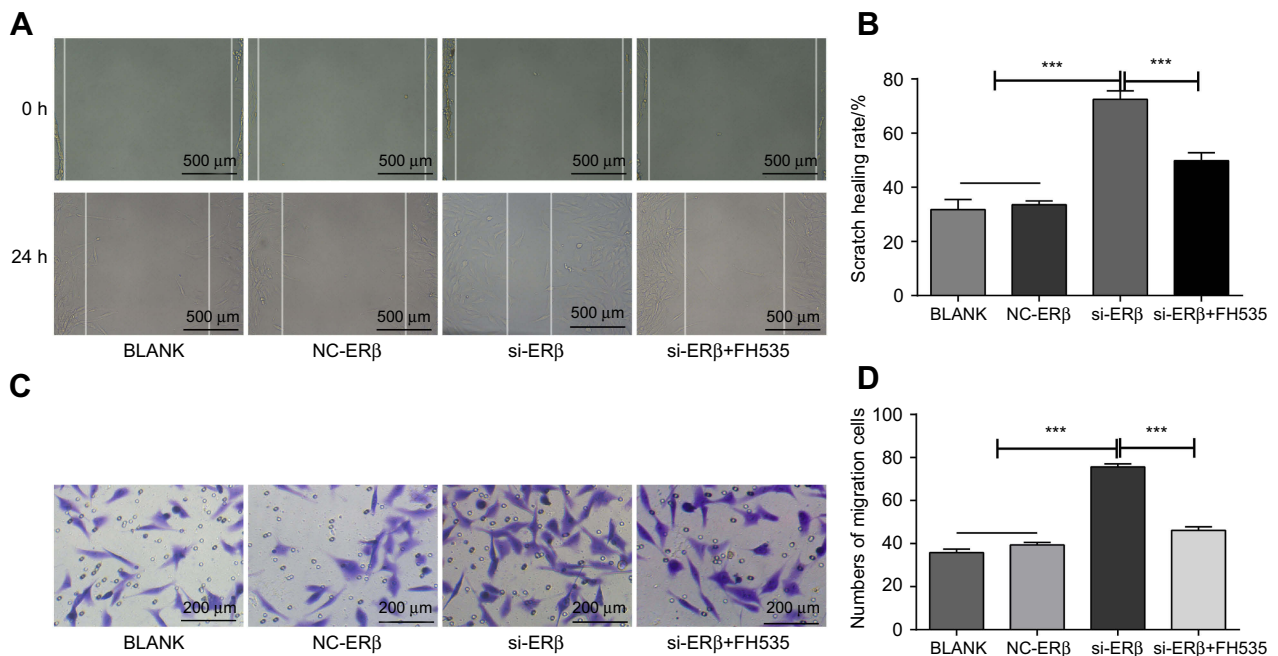 A
0 h
500 μm
500 μm
500 μm
500 μm
24 h
500 μm
500 μm
500 μm
500 μm
BLANK
NC-ERβ
si-ERβ
si-ERβ+FH535
B
***
***
Scratch healing rate/%
80
60
40
20
0
BLANK
NC-ERβ
si-ERβ
si-ERβ+FH535
C
200 μm
200 μm
200 μm
200 μm
BLANK
NC-ERβ
si-ERβ
si-ERβ+FH535
D
***
***
Numbers of migration cells
100
80
60
40
20
0
BLANK
NC-ERβ
si-ERβ
si-ERβ+FH535